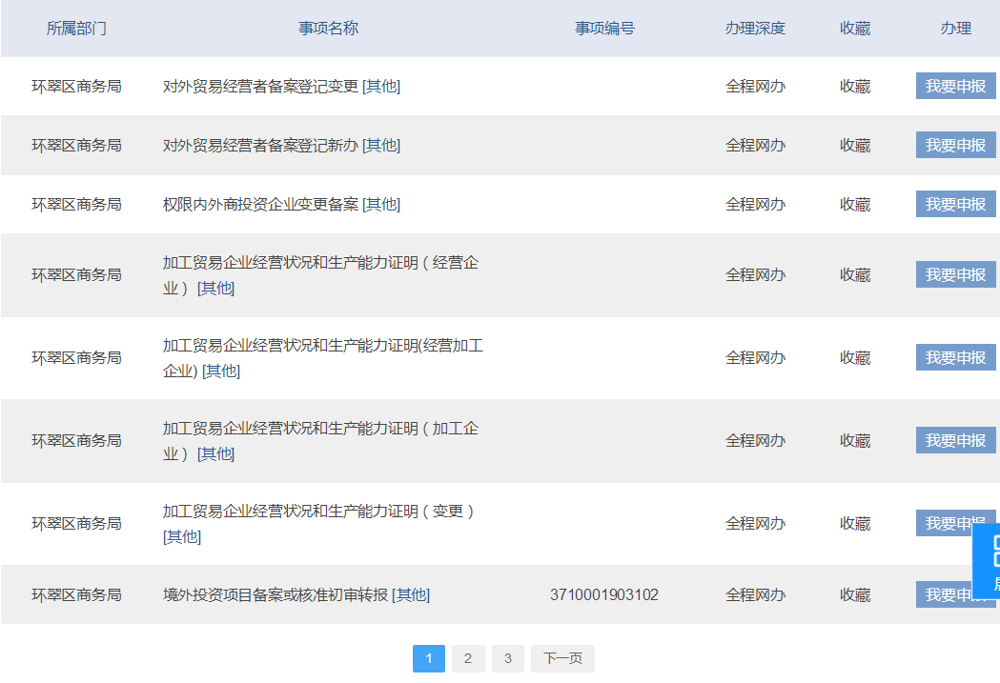 所属部门 事项名称 事项编号 办理深度 收藏 办理
环翠区商务局 对外贸易经营者备案登记变更 [其他] 全程网办 收藏 我要申报
环翠区商务局 对外贸易经营者备案登记新办 [其他] 全程网办 收藏 我要申报
环翠区商务局 权限内外商投资企业变更备案 [其他] 全程网办 收藏 我要申报
环翠区商务局 加工贸易企业经营状况和生产能力证明（经营企
业） [其他] 全程网办 收藏 我要申报
环翠区商务局 加工贸易企业经营状况和生产能力证明(经营加工
企业) [其他] 全程网办 收藏 我要申报
环翠区商务局 加工贸易企业经营状况和生产能力证明（加工企
业） [其他] 全程网办 收藏 我要申报
环翠区商务局 加工贸易企业经营状况和生产能力证明（变更）
[其他] 全程网办 收藏 我要申报
环翠区商务局 境外投资项目备案或核准初审转报 [其他] 3710001903102 全程网办 收藏 我要申
1 2 3 下一页